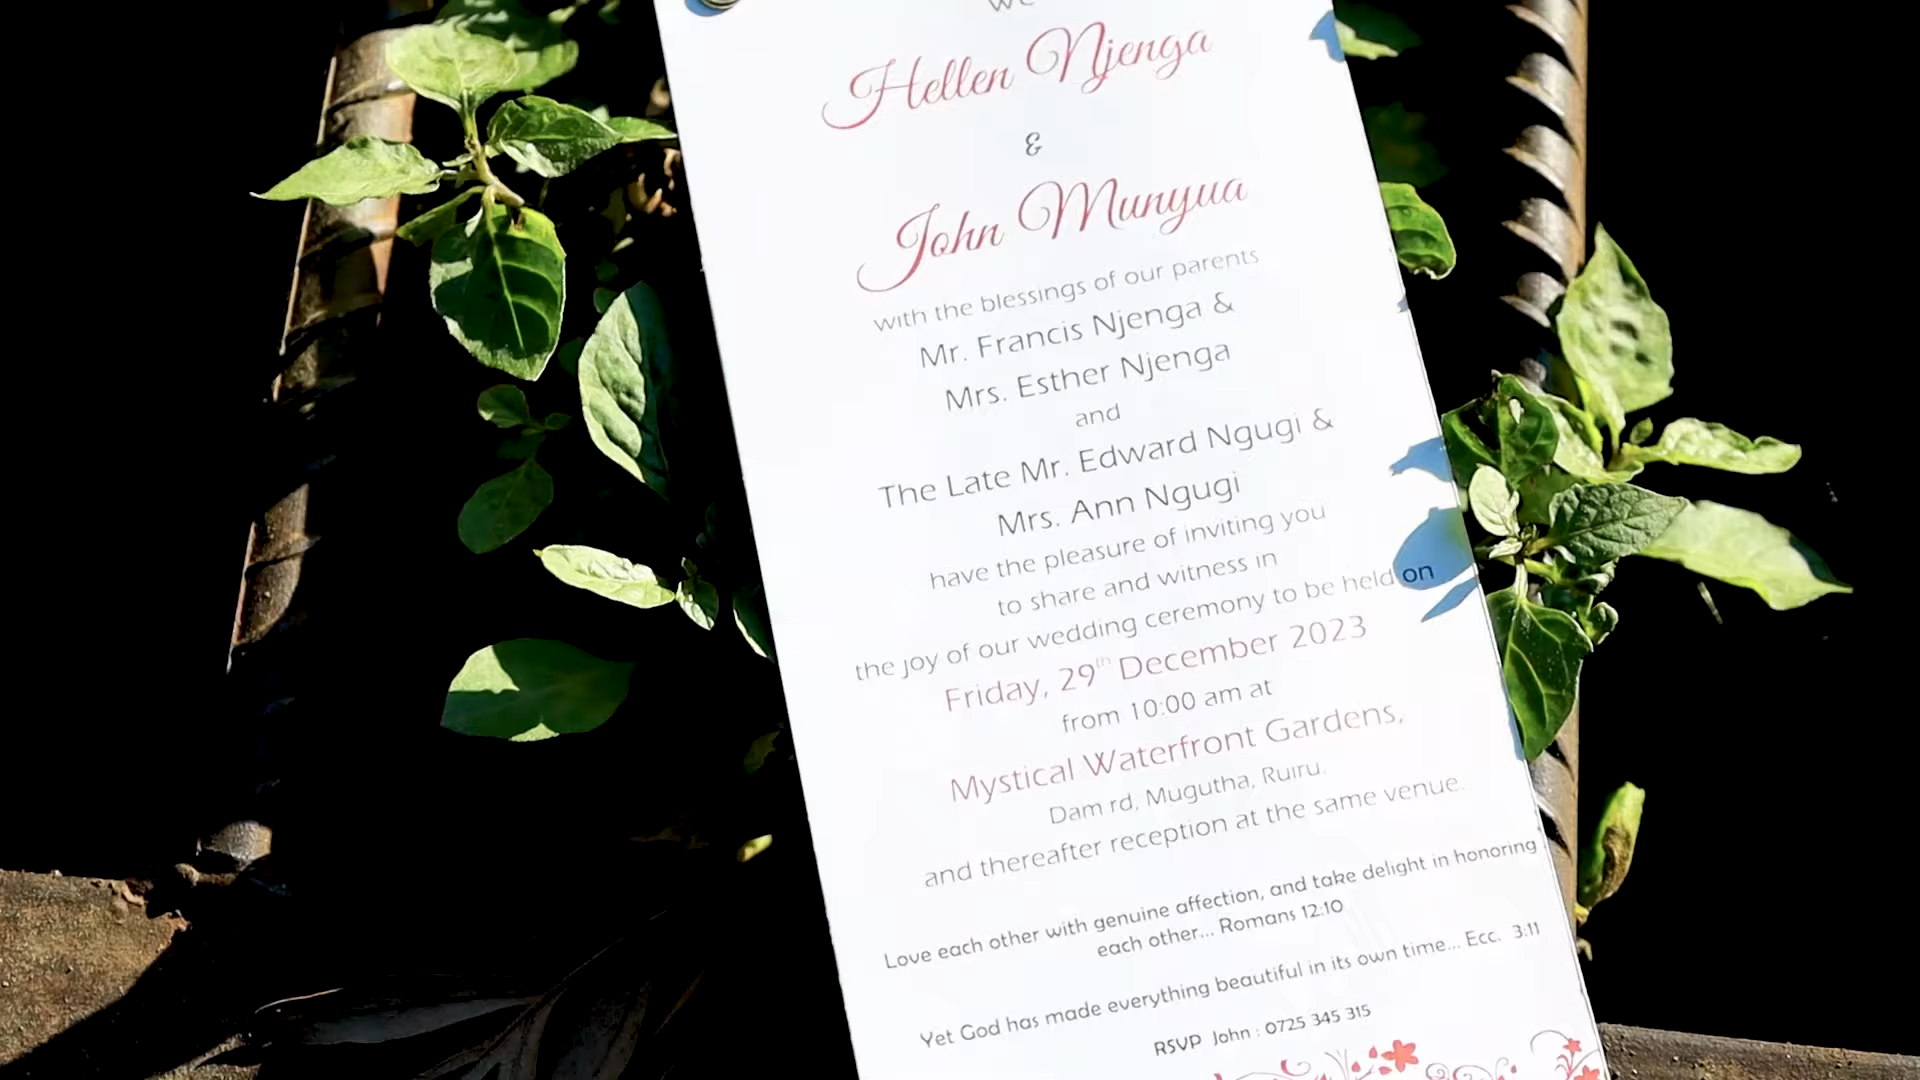 Hellen Njenga
&
John Munyua
with the blessings of our parents
Mr. Francis Njenga &
Mrs. Esther Njenga
and
The Late Mr. Edward Ngugi &
Mrs. Ann Ngugi
have the pleasure of inviting you
to share and witness in
the joy of our wedding ceremony to be held on
Friday, 29th December 2023
from 10:00 am at
Mystical Waterfront Gardens,
Dam rd, Mugutha, Ruiru.
and thereafter reception at the same venue.
Love each other with genuine affection, and take delight in honoring
each other... Romans 12:10
Yet God has made everything beautiful in its own time... Ecc. 3:11
RSVP John : 0725 345 315